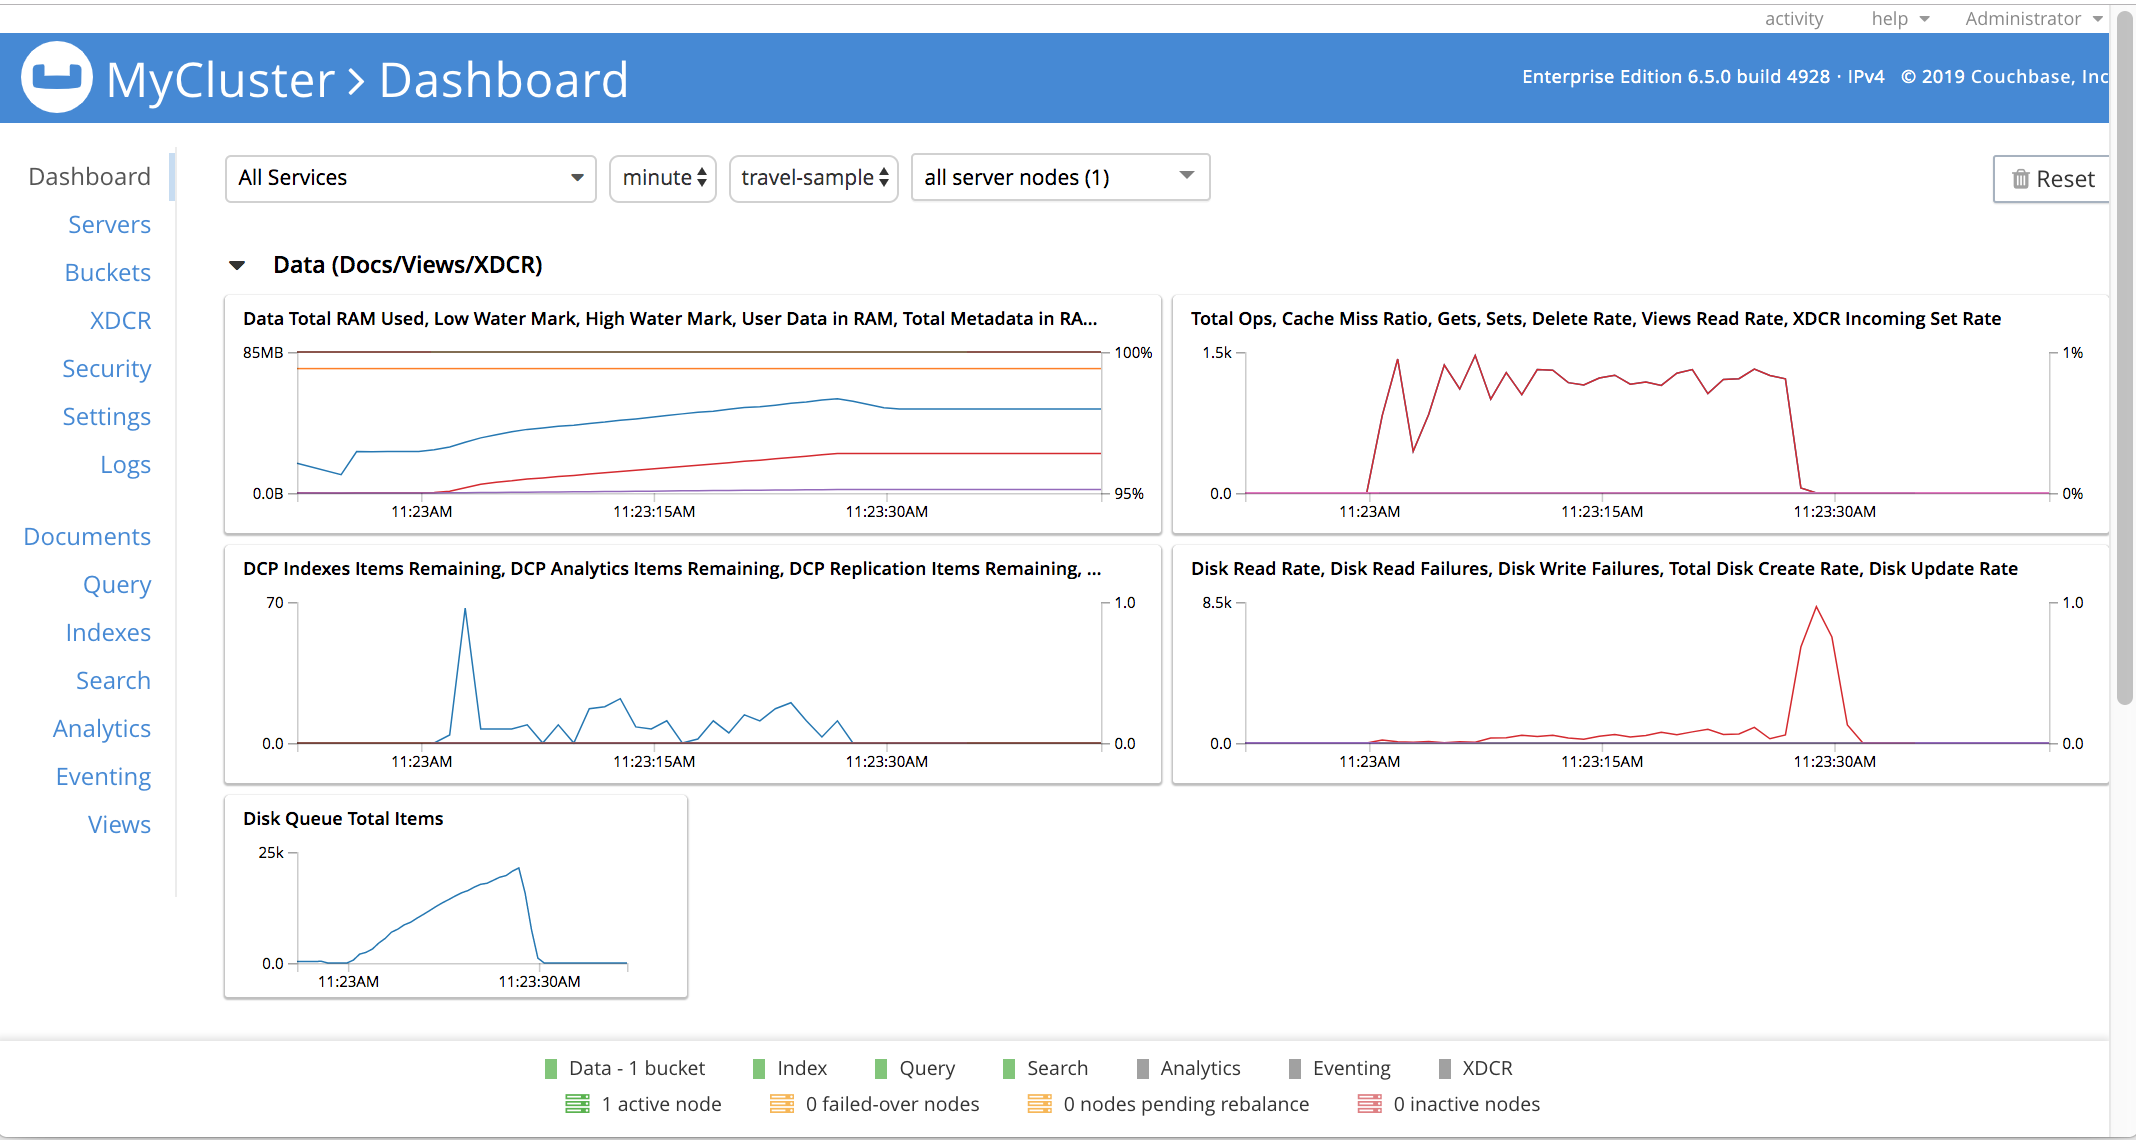 activity help Administrator
MyCluster > Dashboard
Enterprise Edition 6.5.0 build 4928 · IPv4 © 2019 Couchbase, Inc
Dashboard
Servers
Buckets
XDCR
Security
Settings
Logs
Documents
Query
Indexes
Search
Analytics
Eventing
Views
All Services minute travel-sample all server nodes (1) Reset
Data (Docs/Views/XDCR)
Data Total RAM Used, Low Water Mark, High Water Mark, User Data in RAM, Total Metadata in RA...
85MB 100%
0.0B 95%
11:23AM 11:23:15AM 11:23:30AM
Total Ops, Cache Miss Ratio, Gets, Sets, Delete Rate, Views Read Rate, XDCR Incoming Set Rate
1.5k 1%
0.0 0%
11:23AM 11:23:15AM 11:23:30AM
DCP Indexes Items Remaining, DCP Analytics Items Remaining, DCP Replication Items Remaining, ...
70 1.0
0.0 0.0
11:23AM 11:23:15AM 11:23:30AM
Disk Read Rate, Disk Read Failures, Disk Write Failures, Total Disk Create Rate, Disk Update Rate
8.5k 1.0
0.0 0.0
11:23AM 11:23:15AM 11:23:30AM
Disk Queue Total Items
25k
0.0
11:23AM 11:23:30AM
Data - 1 bucket Index Query Search Analytics Eventing XDCR
1 active node 0 failed-over nodes 0 nodes pending rebalance 0 inactive nodes